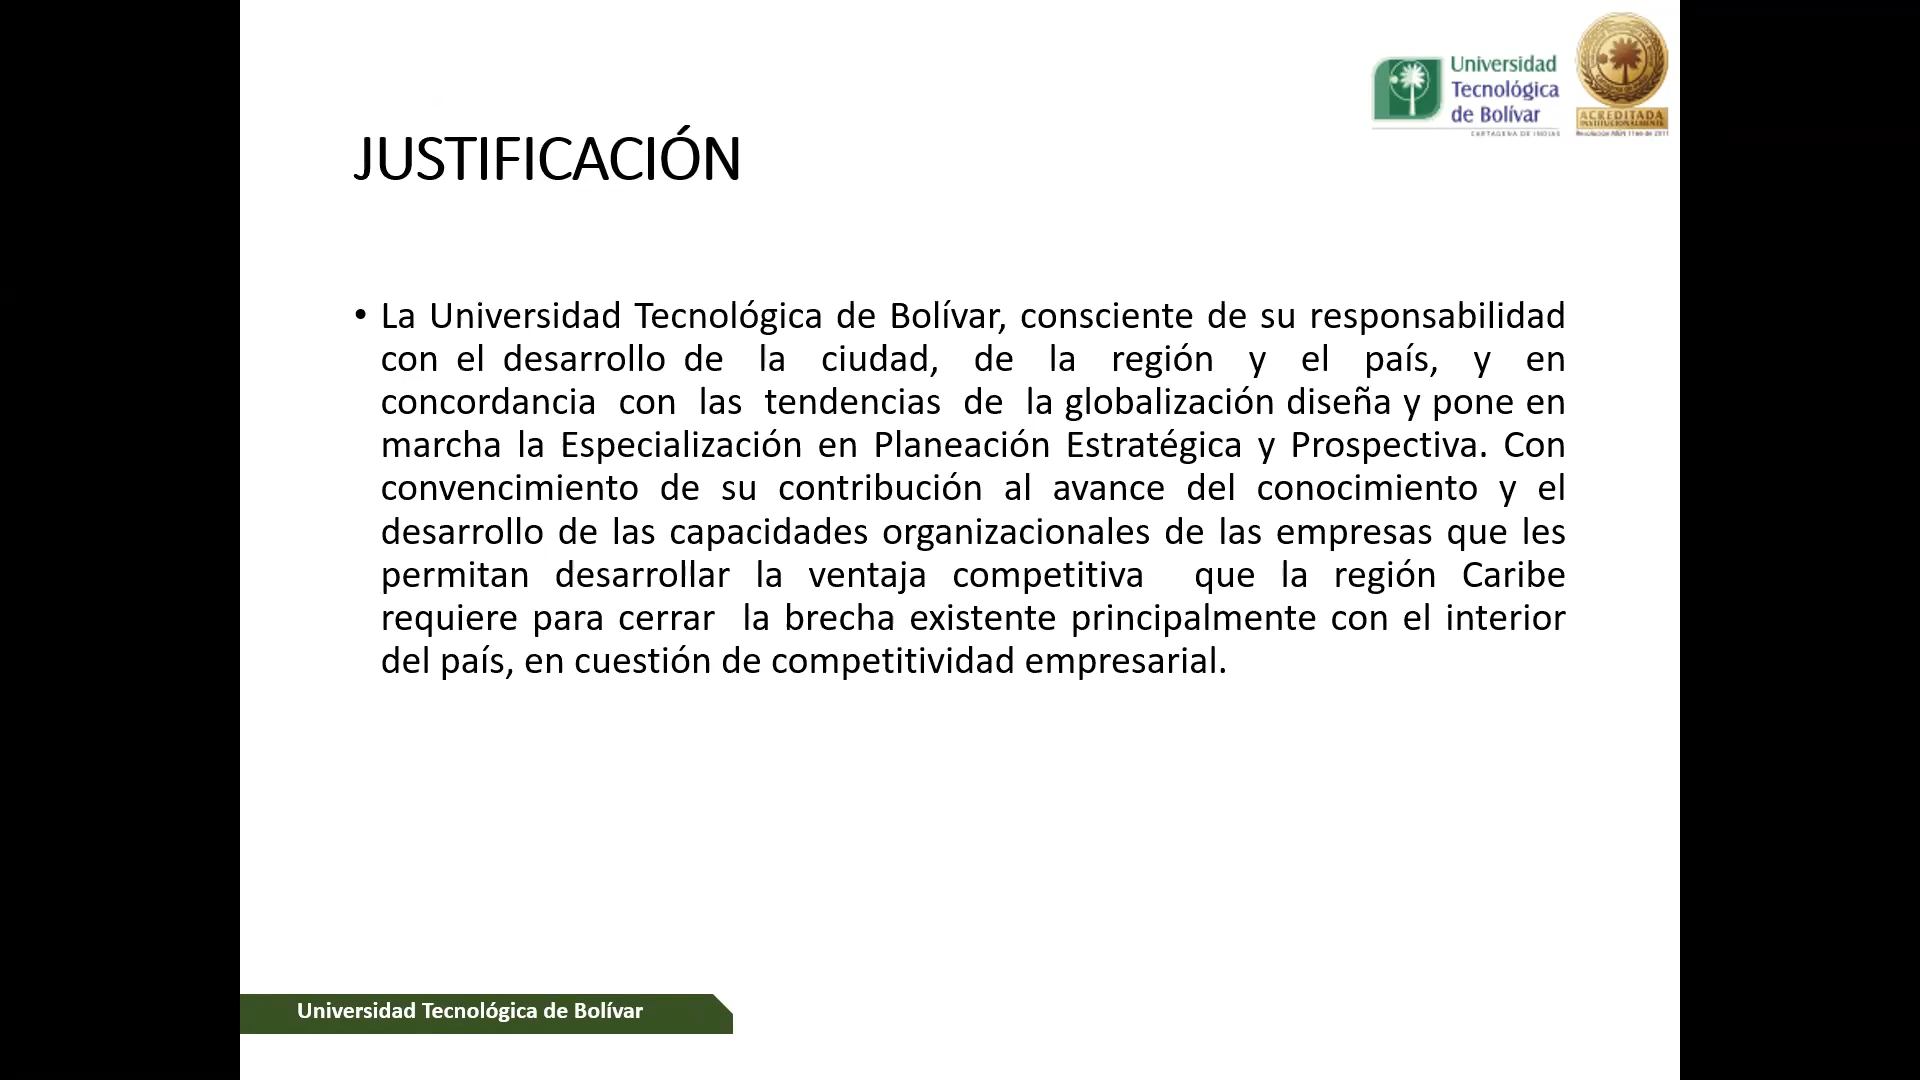 Universidad
Tecnológica
de Bolívar
CARTAGENA DE INDIAS
ACREDITADA
INSTITUCIONALMENTE
JUSTIFICACIÓN
• La Universidad Tecnológica de Bolívar, consciente de su responsabilidad
con el desarrollo de la ciudad, de la región y el país, y en
concordancia con las tendencias de la globalización diseña y pone en
marcha la Especialización en Planeación Estratégica y Prospectiva. Con
convencimiento de su contribución al avance del conocimiento y el
desarrollo de las capacidades organizacionales de las empresas que les
permitan desarrollar la ventaja competitiva que la región Caribe
requiere para cerrar la brecha existente principalmente con el interior
del país, en cuestión de competitividad empresarial.
Universidad Tecnológica de Bolívar